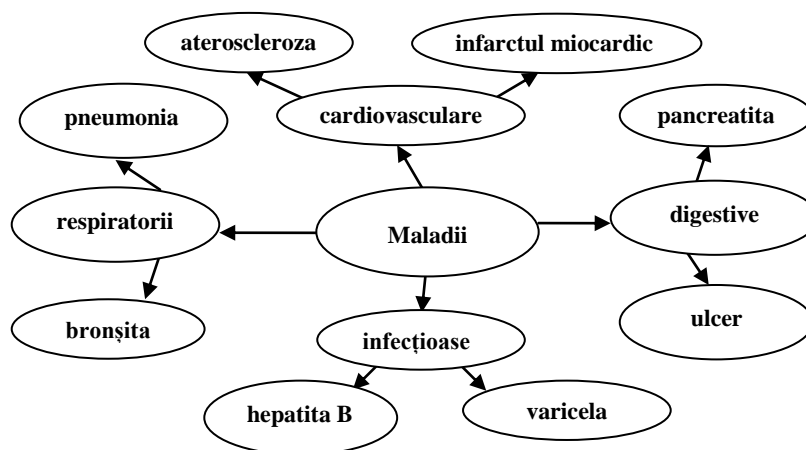 ateroscleroza
infarctul miocardic
pneumonia
cardiovasculare
pancreatita
respiratorii
Maladii
digestive
bronșita
infecțioase
ulcer
hepatita B
varicela